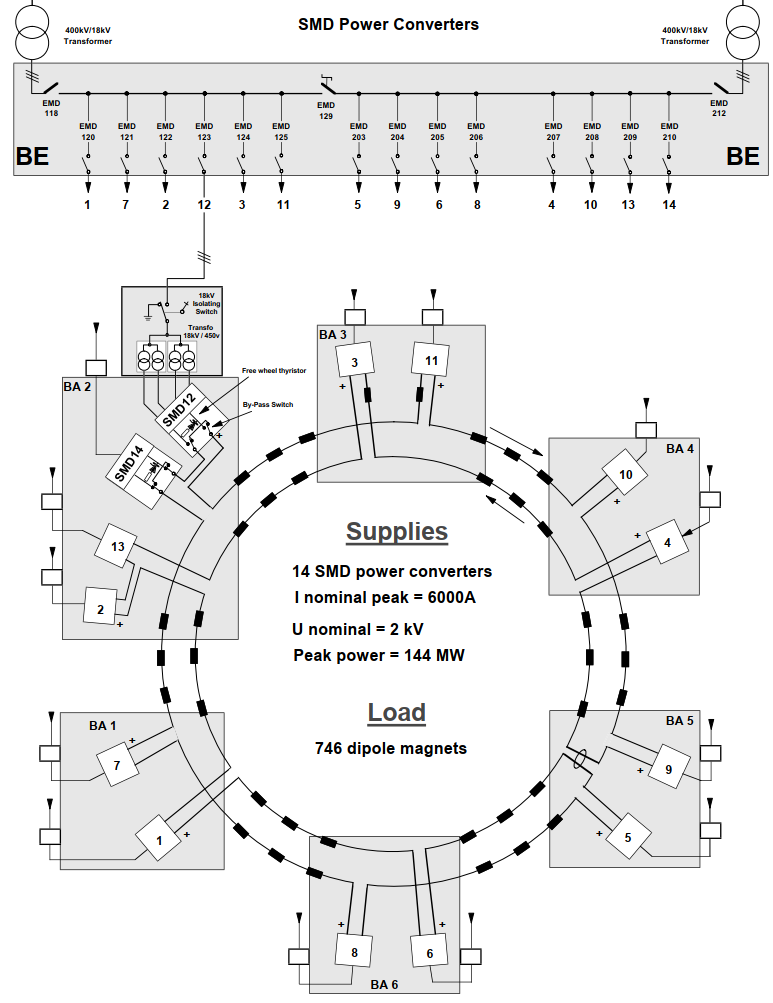 SMD Power Converters
400kV/18kV
Transformer
400kV/18kV
Transformer
EMD
118
EMD
129
EMD
212
EMD
120
EMD
121
EMD
122
EMD
123
EMD
124
EMD
125
EMD
203
EMD
204
EMD
205
EMD
206
EMD
207
EMD
208
EMD
209
EMD
210
BE
BE
1 7 2 12 3 11 5 9 6 8 4 10 13 14
18kV
Isolating
Switch
Transfo
18kV / 450v
Free wheel thyristor
By-Pass Switch
BA 2
SMD12
+
SMD14
13
2
+
BA 3
3
11
+
+
BA 4
10
+
+
4
Supplies
14 SMD power converters
I nominal peak = 6000A
U nominal = 2 kV
Peak power = 144 MW
Load
746 dipole magnets
BA 1
+
7
1
+
BA 5
9
+
+
5
+
+
8
6
BA 6